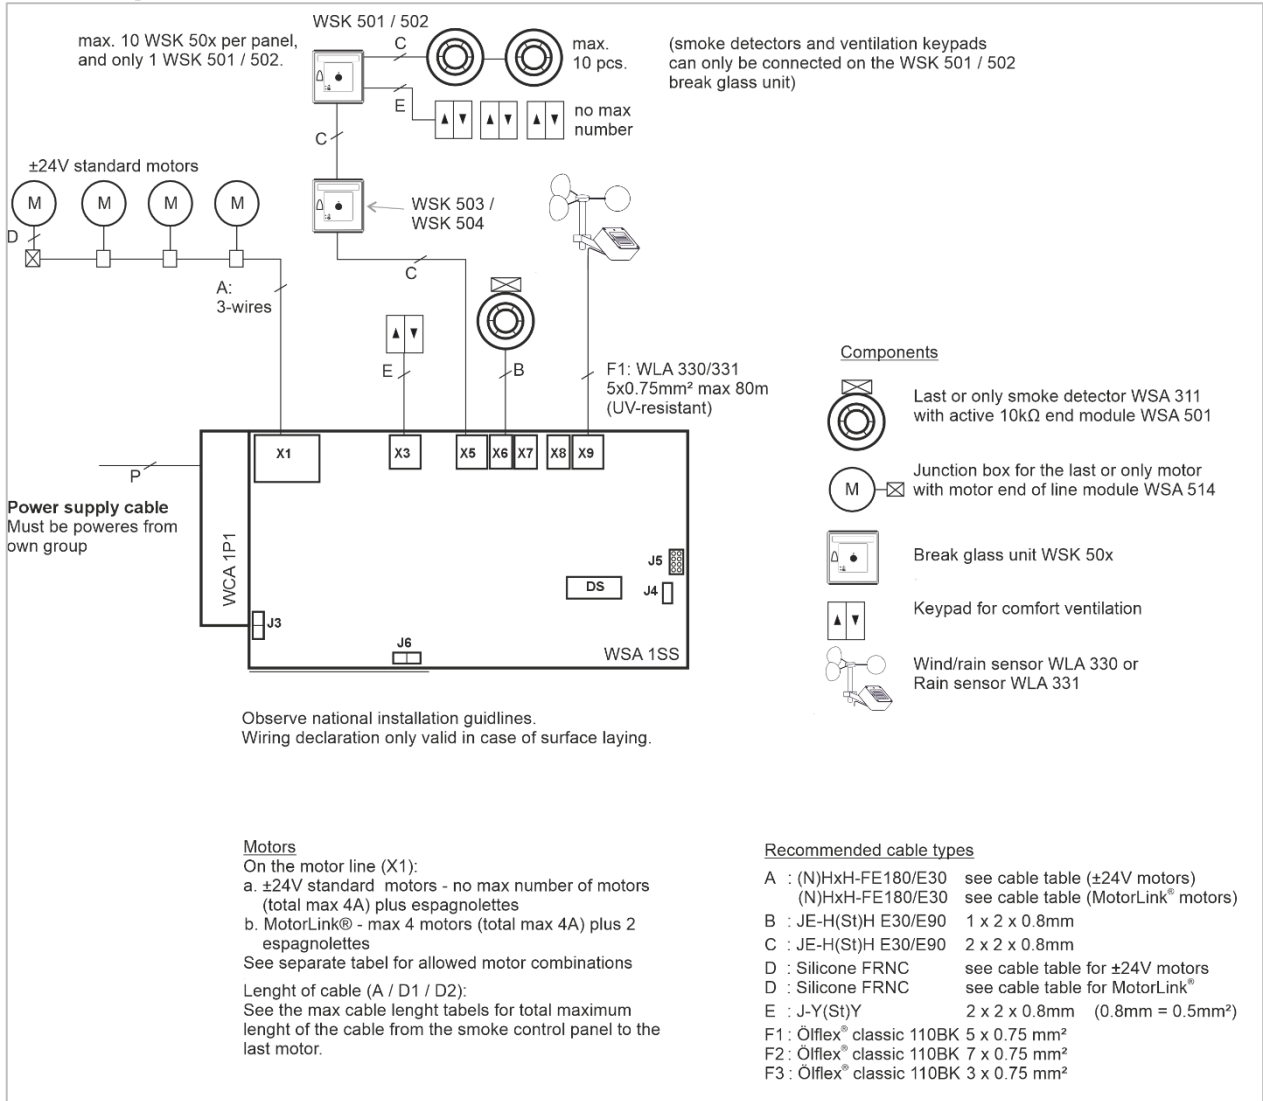 WSK 501 / 502
max. 10 WSK 50x per panel,
and only 1 WSK 501 / 502.
C
max.
10 pcs.
(smoke detectors and ventilation keypads
can only be connected on the WSK 501 / 502
break glass unit)
E
no max
number
C
±24V standard motors
M M M M
D
WSK 503 /
WSK 504
C
A:
3-wires
E
B
F1: WLA 330/331
5x0.75mm² max 80m
(UV-resistant)
X1 X3 X5 X6 X7 X8 X9
P
Power supply cable
Must be poweres from
own group
WCA 1P1
J5
DS
J4
J3
J6
WSA 1SS
Components
Last or only smoke detector WSA 311
with active 10kΩ end module WSA 501
M
Junction box for the last or only motor
with motor end of line module WSA 514
Break glass unit WSK 50x
Keypad for comfort ventilation
Wind/rain sensor WLA 330 or
Rain sensor WLA 331
Observe national installation guidlines.
Wiring declaration only valid in case of surface laying.
Motors
On the motor line (X1):
a. ±24V standard motors - no max number of motors
(total max 4A) plus espagnolettes
b. MotorLink® - max 4 motors (total max 4A) plus 2
espagnolettes
See separate tabel for allowed motor combinations
Lenght of cable (A / D1 / D2):
See the max cable lenght tabels for total maximum
lenght of the cable from the smoke control panel to the
last motor.
Recommended cable types
A : (N)HxH-FE180/E30 see cable table (±24V motors)
(N)HxH-FE180/E30 see cable table (MotorLink® motors)
B : JE-H(St)H E30/E90 1 x 2 x 0.8mm
C : JE-H(St)H E30/E90 2 x 2 x 0.8mm
D : Silicone FRNC see cable table for ±24V motors
D : Silicone FRNC see cable table for MotorLink®
E : J-Y(St)Y 2 x 2 x 0.8mm (0.8mm = 0.5mm²)
F1: Ölflex® classic 110BK 5 x 0.75 mm²
F2: Ölflex® classic 110BK 7 x 0.75 mm²
F3: Ölflex® classic 110BK 3 x 0.75 mm²